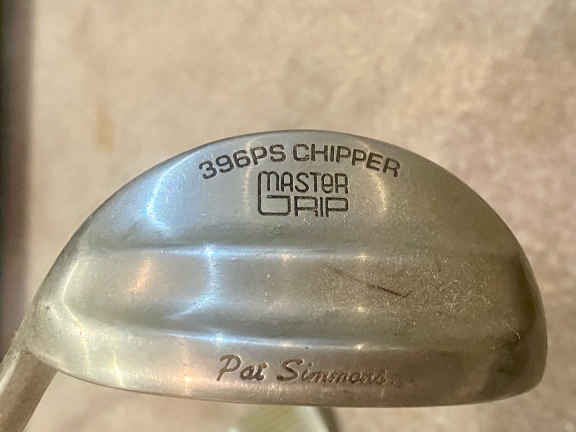 396PS CHIPPER
MASTER
GRIP
Pat Simmons